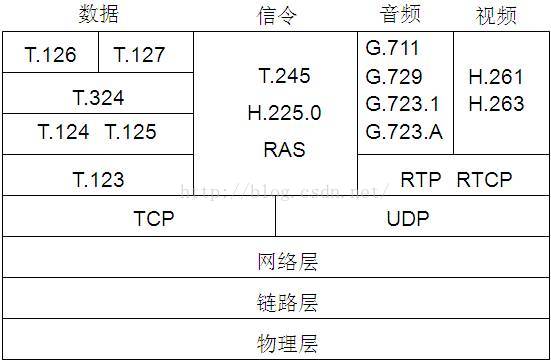 数据 信令 音频 视频
T.126 T.127
T.324
T.124 T.125
T.123
T.245
H.225.0
RAS
G.711
G.729
G.723.1
G.723.A
H.261
H.263
RTP RTCP
http://blog.csdn.net/
TCP UDP
网络层
链路层
物理层